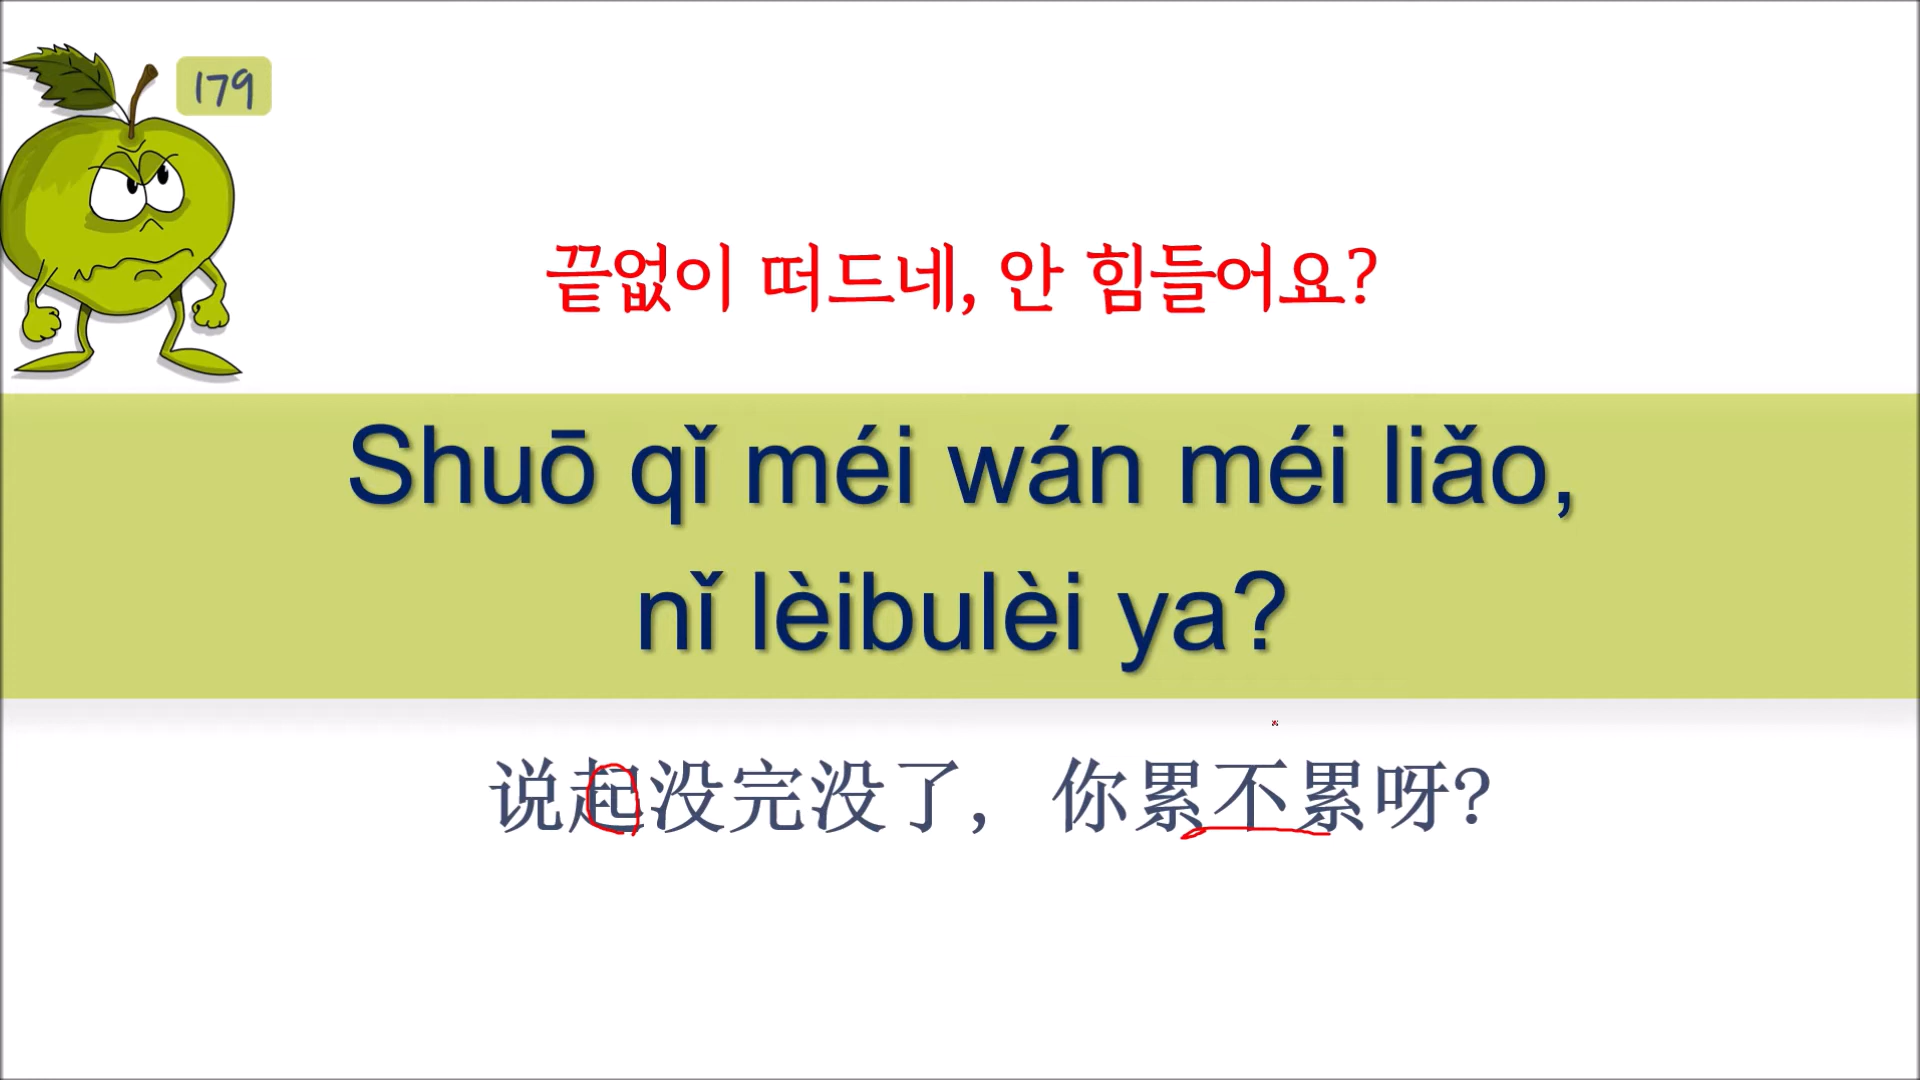 179
끝없이 떠드네, 안 힘들어요?
Shuō qǐ méi wán méi liǎo,
nǐ lèibulèi ya?
说起没完没了，你累不累呀?